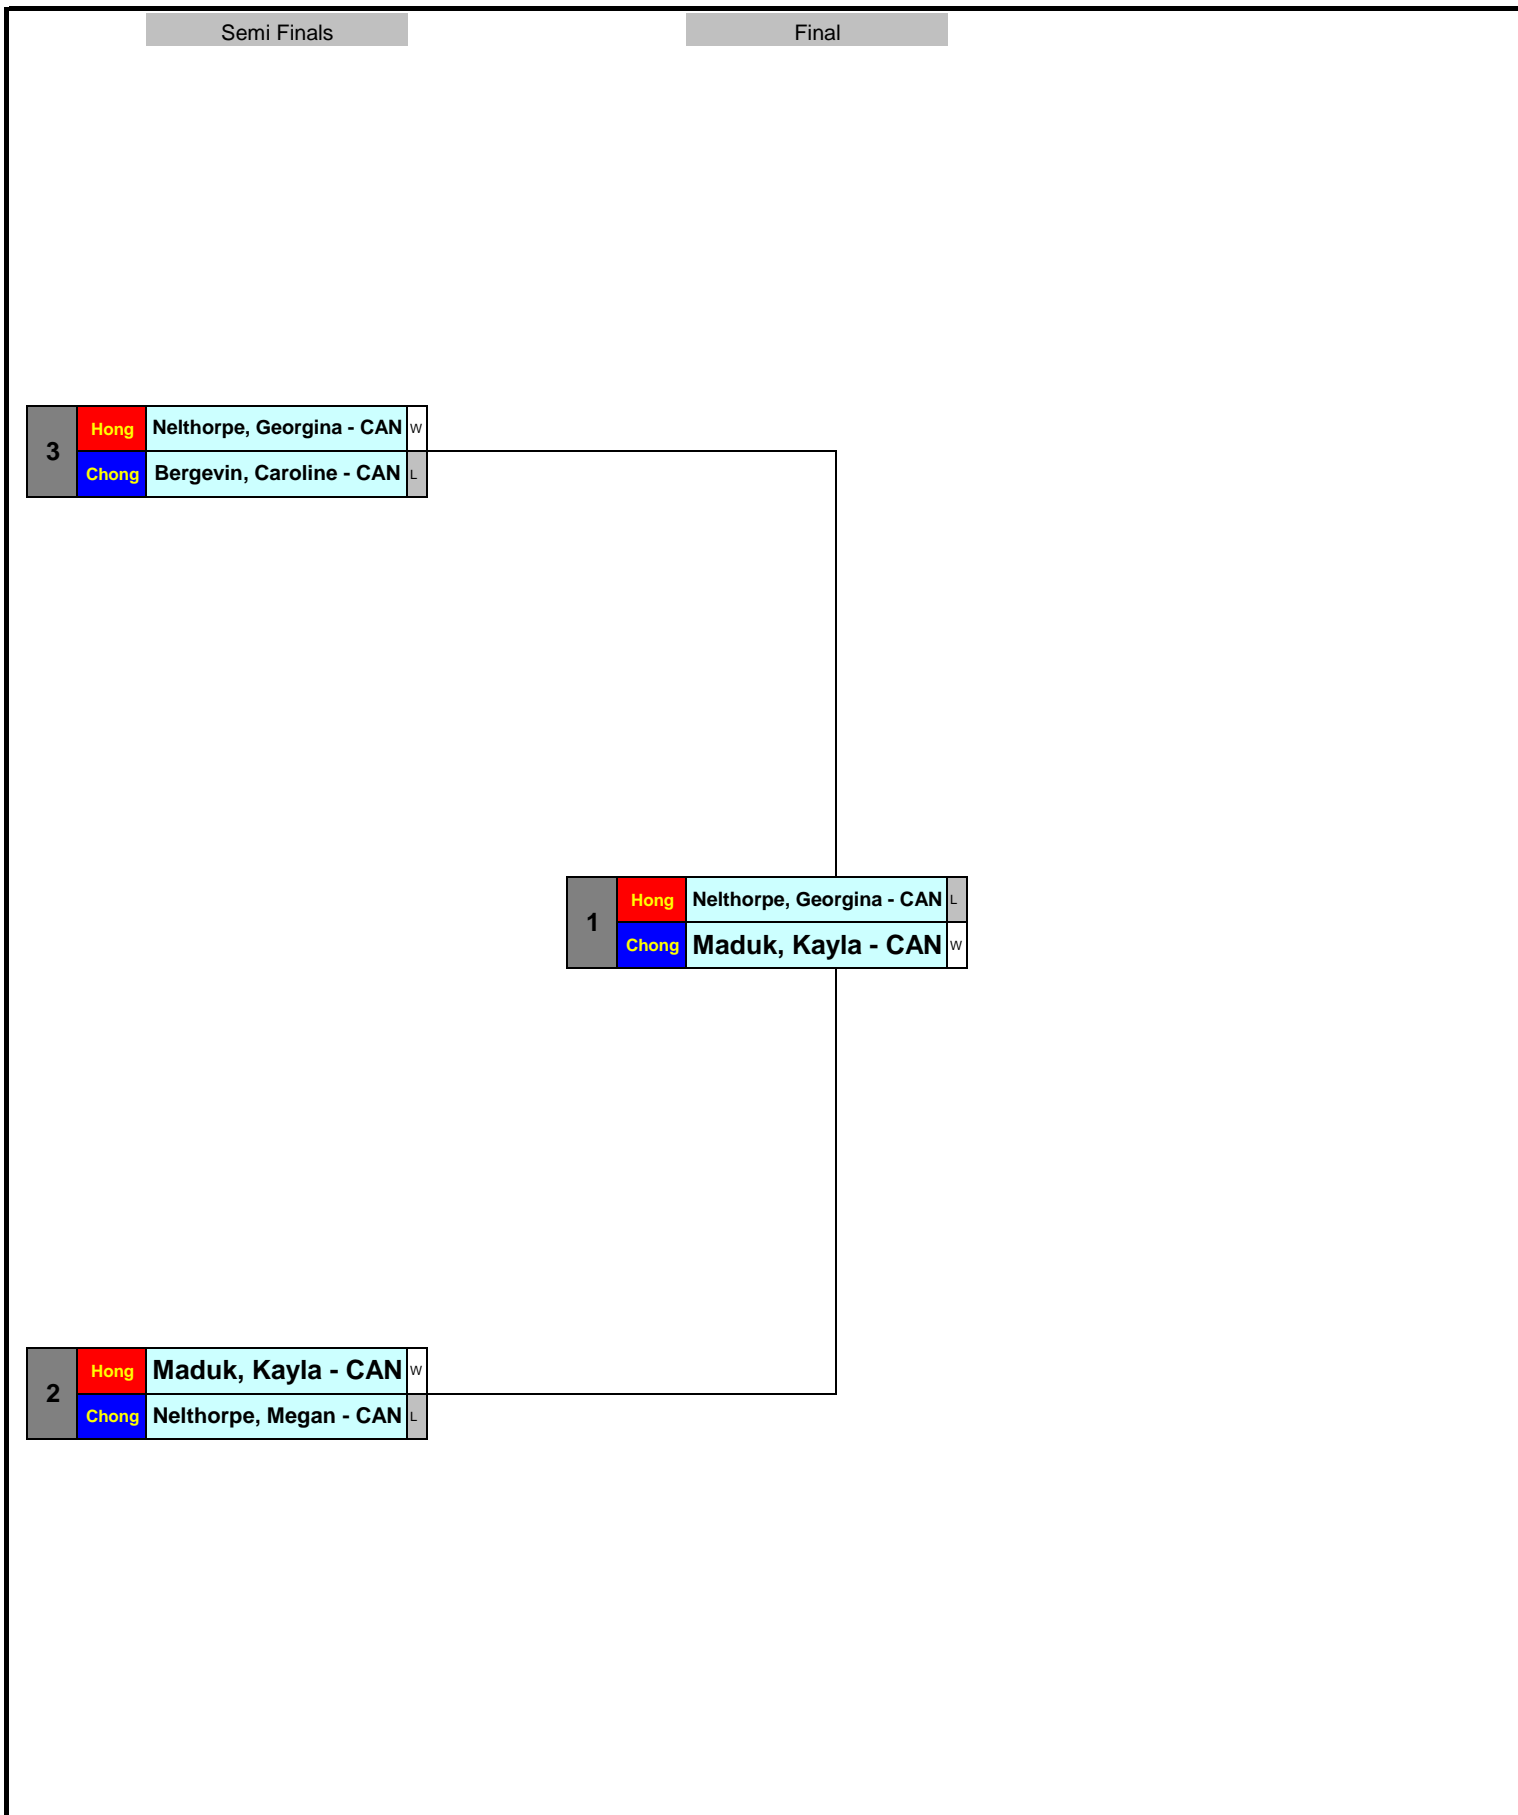 Semi Finals Final
3 Hong Nelthorpe, Georgina - CAN W
Chong Bergevin, Caroline - CAN L
1 Hong Nelthorpe, Georgina - CAN L
Chong Maduk, Kayla - CAN W
2 Hong Maduk, Kayla - CAN W
Chong Nelthorpe, Megan - CAN L